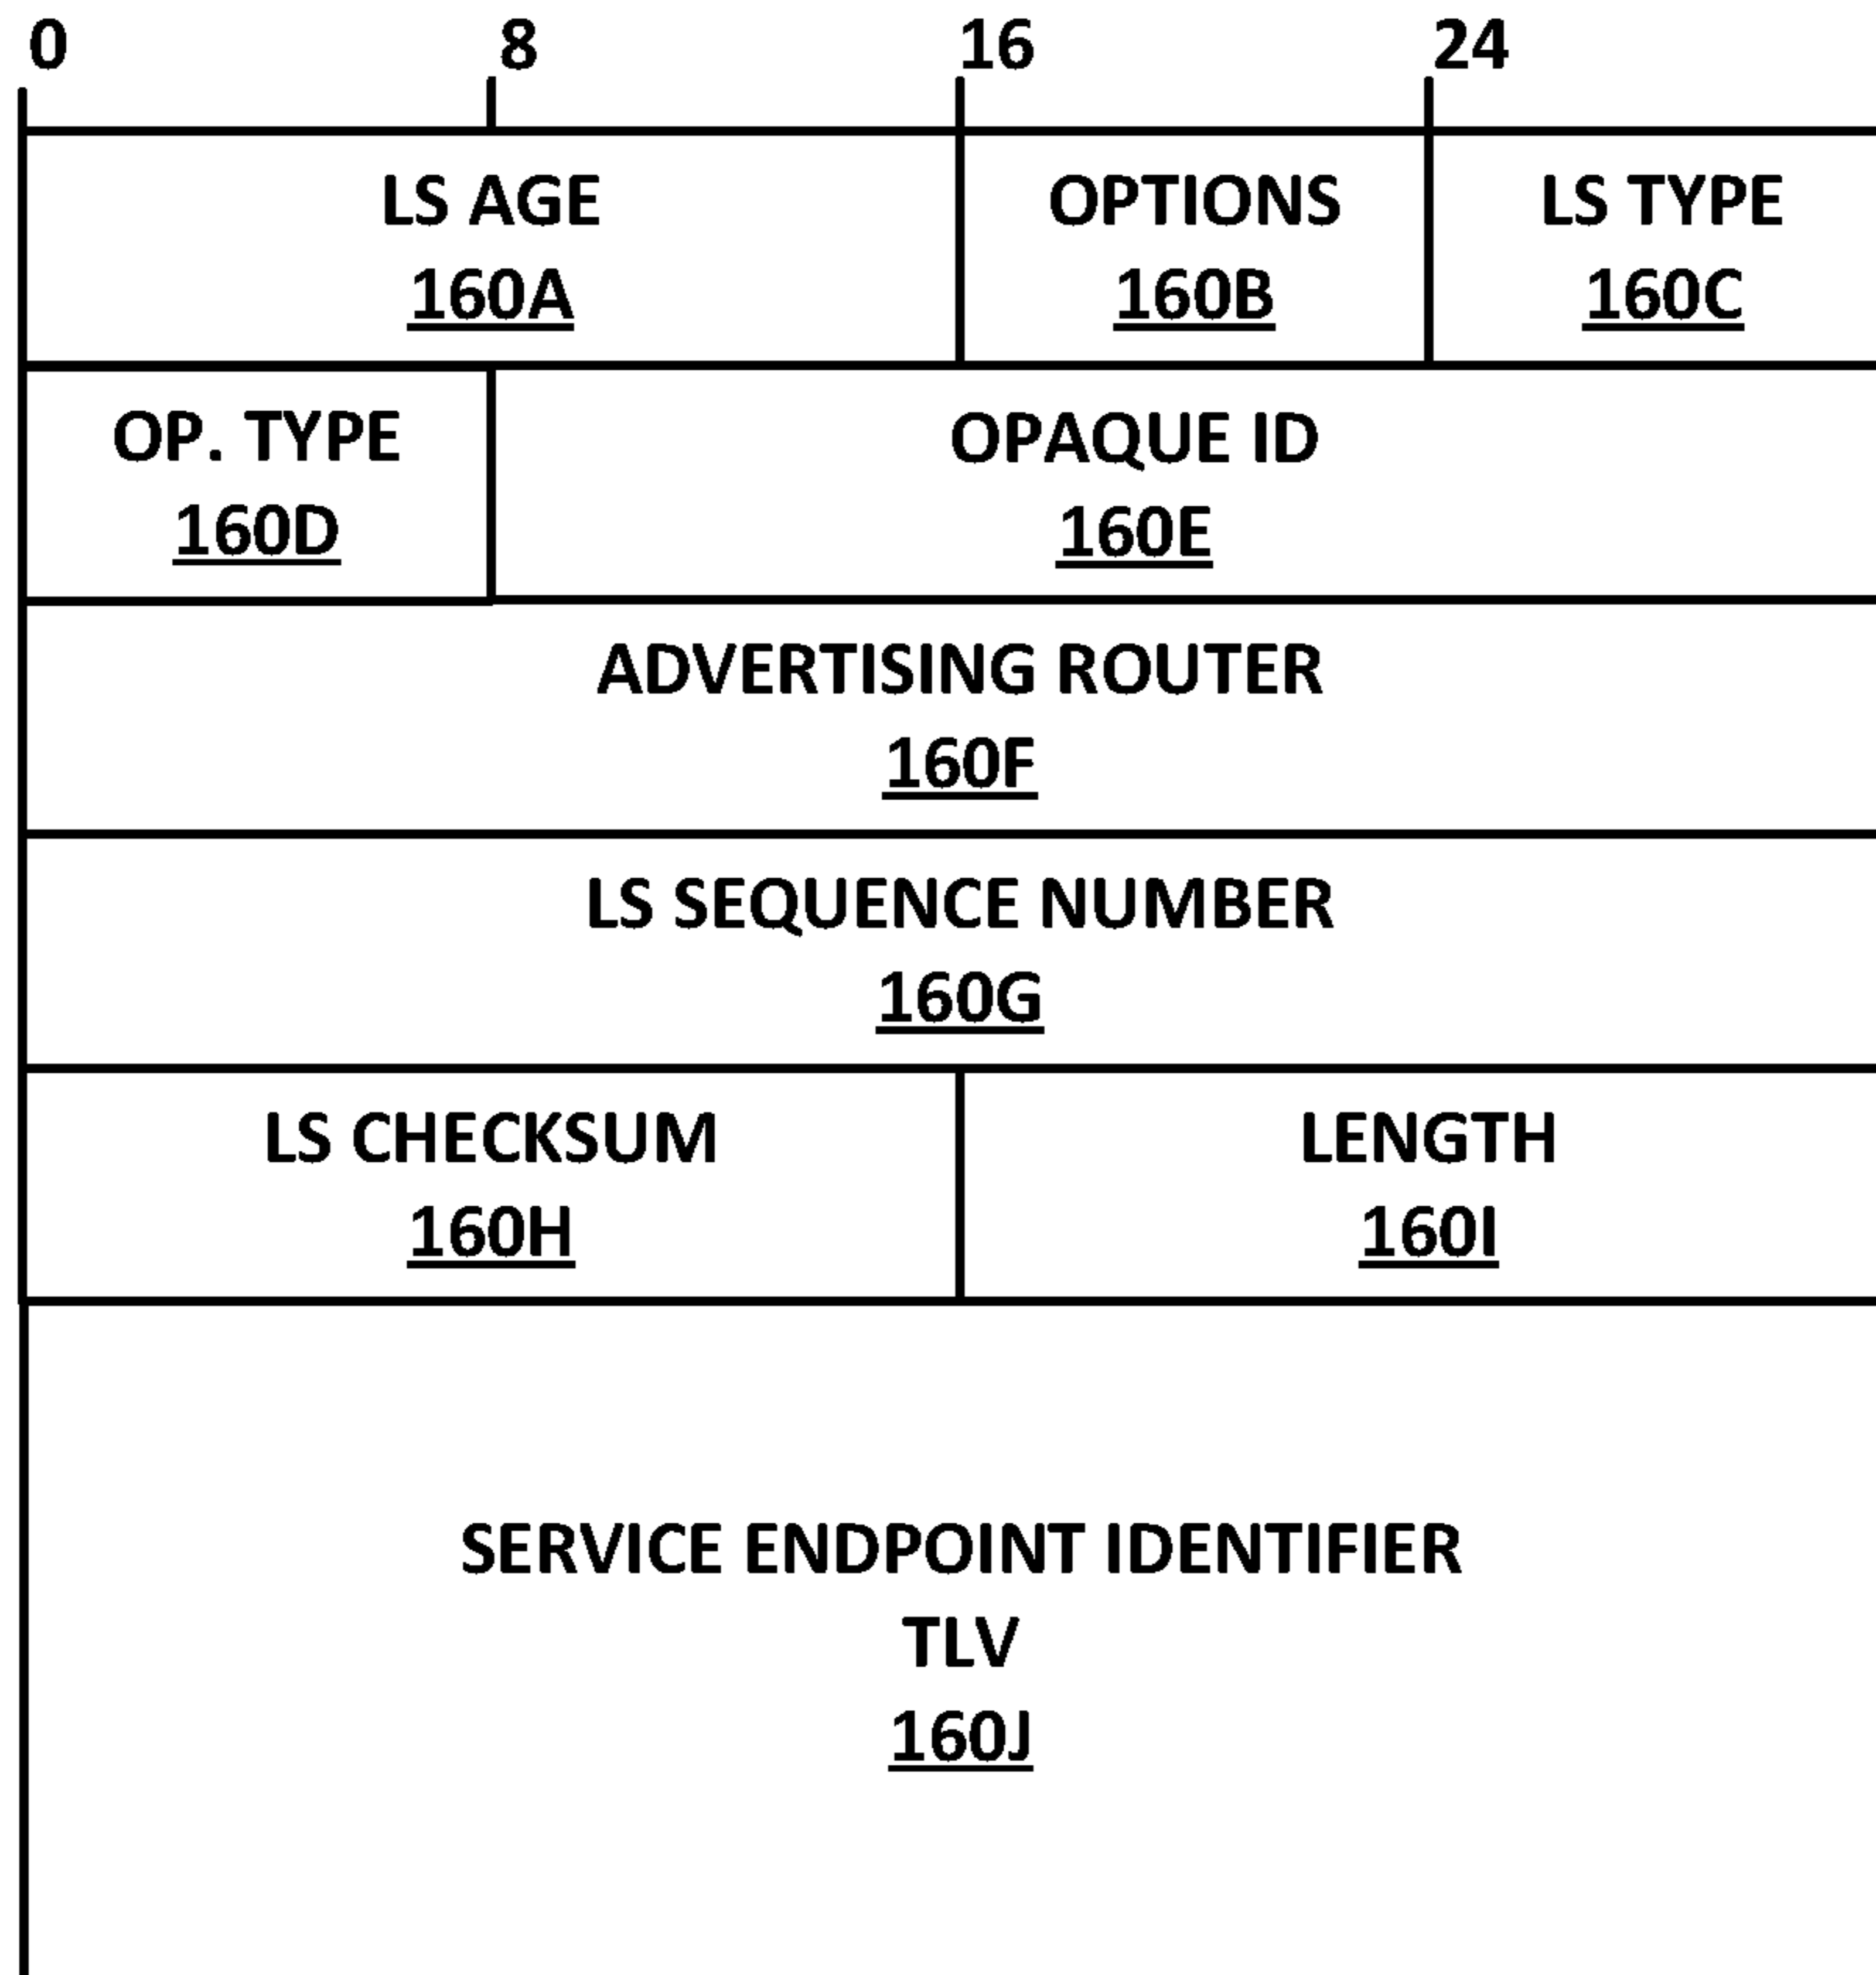 0 8 16 24
LS AGE OPTIONS LS TYPE
160A 160B 160C
OP. TYPE OPAQUE ID
160D 160E
ADVERTISING ROUTER
160F
LS SEQUENCE NUMBER
160G
LS CHECKSUM LENGTH
160H 160I
SERVICE ENDPOINT IDENTIFIER
TLV
160J